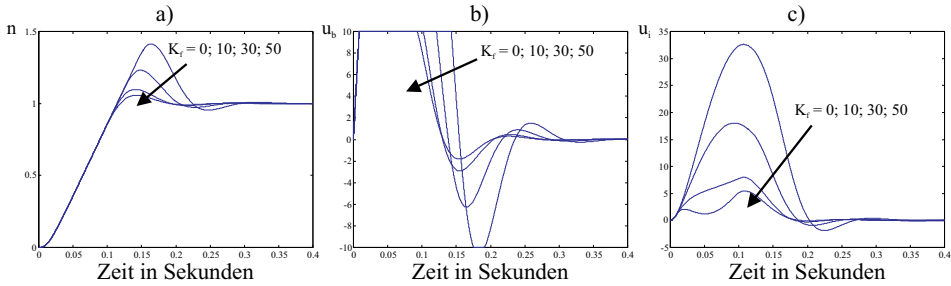 a) b) c)
n
K_f = 0; 10; 30; 50
1.5
1
0.5
0
0 0.05 0.1 0.15 0.2 0.25 0.3 0.35 0.4
Zeit in Sekunden
u_b
K_f = 0; 10; 30; 50
10
8
6
4
2
0
-2
-4
-6
-8
-10
0 0.05 0.1 0.15 0.2 0.25 0.3 0.35 0.4
Zeit in Sekunden
u_i
K_f = 0; 10; 30; 50
35
30
25
20
15
10
5
0
-5
0 0.05 0.1 0.15 0.2 0.25 0.3 0.35 0.4
Zeit in Sekunden